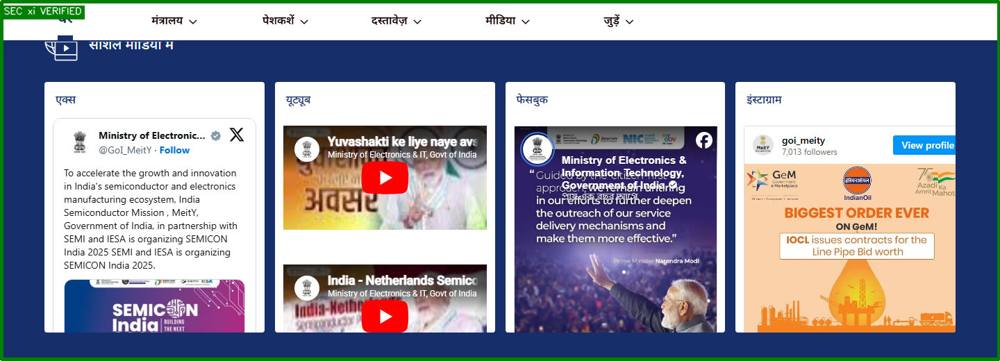 SEC xi VERIFIED
घर
मंत्रालय
पेशकशें
दस्तावेज़
मीडिया
जुड़ें
सोशल मीडिया में
एक्स
Ministry of Electronic...
@GoI_MeitY · Follow
To accelerate the growth and innovation
in India's semiconductor and electronics
manufacturing ecosystem, India
Semiconductor Mission , MeitY,
Government of India, in partnership with
SEMI and IESA is organizing SEMICON
India 2025 SEMI and IESA is organizing
SEMICON India 2025.
SEMICON
India
BUILDING
THE NEXT
यूट्यूब
Yuvashakti ke liye naye avs
Ministry of Electronics & IT, Govt of India
अवसर
India - Netherlands Semico
Ministry of Electronics & IT, Govt of India
फेसबुक
Digital India
NIC
Ministry of Electronics &
Information Technology,
Government of India
“ Guided by the 'citizen first'
approach, we remain untiring
in our efforts to further deepen
the outreach of our service
delivery mechanisms and
make them more effective.”
Prime Minister Narendra Modi
इंस्टाग्राम
goi_meity
7,013 followers
View profile
GeM
Government
e Marketplace
इंडियनऑयल
IndianOil
Azadi Ka
Amrit Mahot
BIGGEST ORDER EVER
ON GeM!
IOCL issues contracts for the
Line Pipe Bid worth